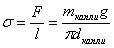 σ = F/l = m_капли g / πd_капли